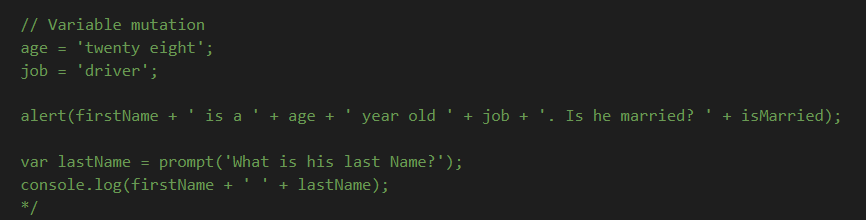 // Variable mutation
age = 'twenty eight';
job = 'driver';
alert(firstName + ' is a ' + age + ' year old ' + job + '. Is he married? ' + isMarried);
var lastName = prompt('What is his last Name?');
console.log(firstName + ' ' + lastName);
*/